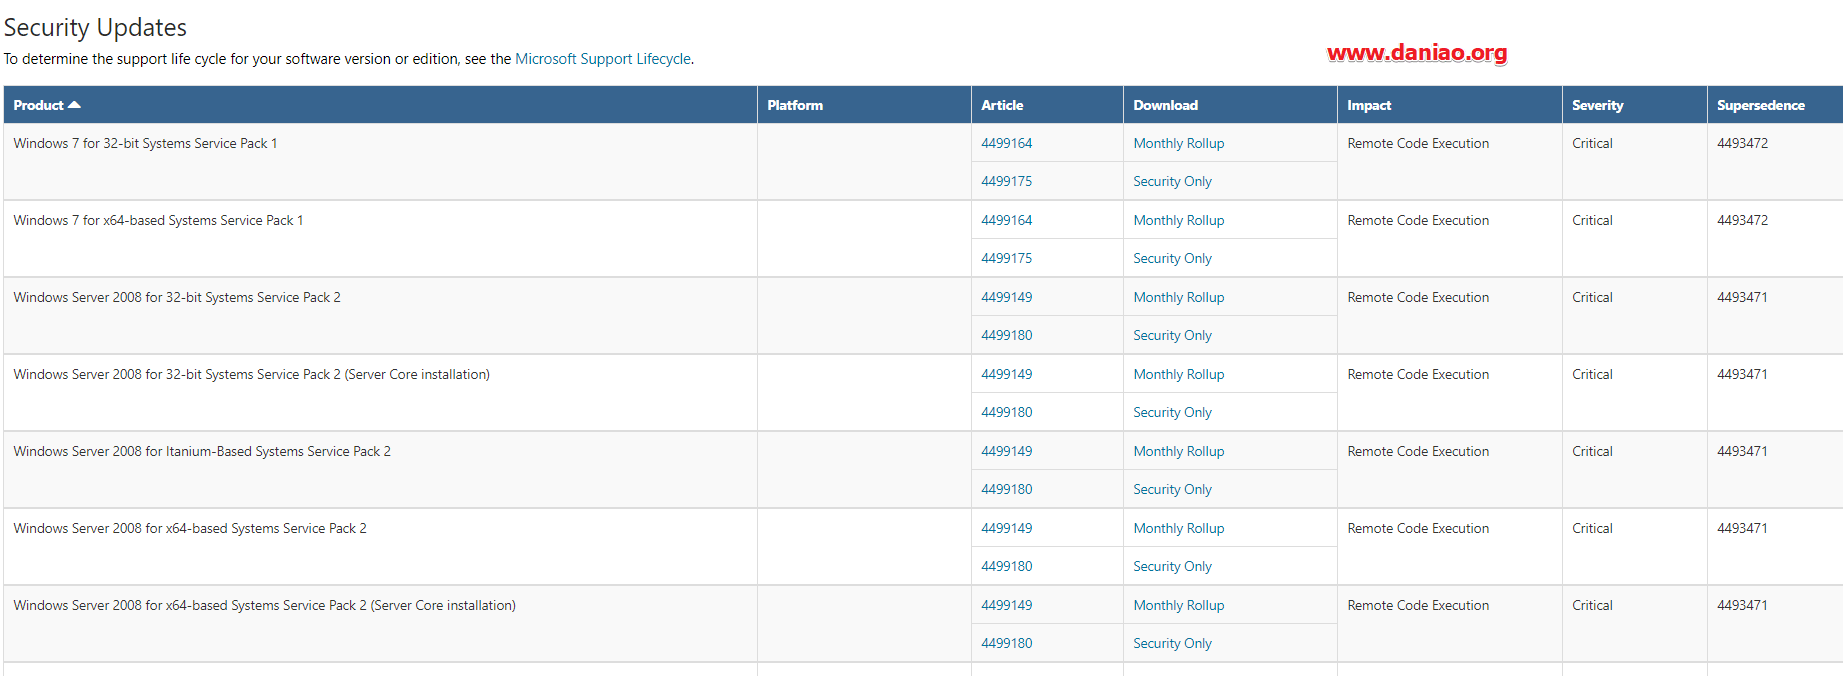 Security Updates
www.daniao.org
To determine the support life cycle for your software version or edition, see the Microsoft Support Lifecycle.
Product Platform Article Download Impact Severity Supersedence
Windows 7 for 32-bit Systems Service Pack 1 4499164 Monthly Rollup Remote Code Execution Critical 4493472
4499175 Security Only
Windows 7 for x64-based Systems Service Pack 1 4499164 Monthly Rollup Remote Code Execution Critical 4493472
4499175 Security Only
Windows Server 2008 for 32-bit Systems Service Pack 2 4499149 Monthly Rollup Remote Code Execution Critical 4493471
4499180 Security Only
Windows Server 2008 for 32-bit Systems Service Pack 2 (Server Core installation) 4499149 Monthly Rollup Remote Code Execution Critical 4493471
4499180 Security Only
Windows Server 2008 for Itanium-Based Systems Service Pack 2 4499149 Monthly Rollup Remote Code Execution Critical 4493471
4499180 Security Only
Windows Server 2008 for x64-based Systems Service Pack 2 4499149 Monthly Rollup Remote Code Execution Critical 4493471
4499180 Security Only
Windows Server 2008 for x64-based Systems Service Pack 2 (Server Core installation) 4499149 Monthly Rollup Remote Code Execution Critical 4493471
4499180 Security Only